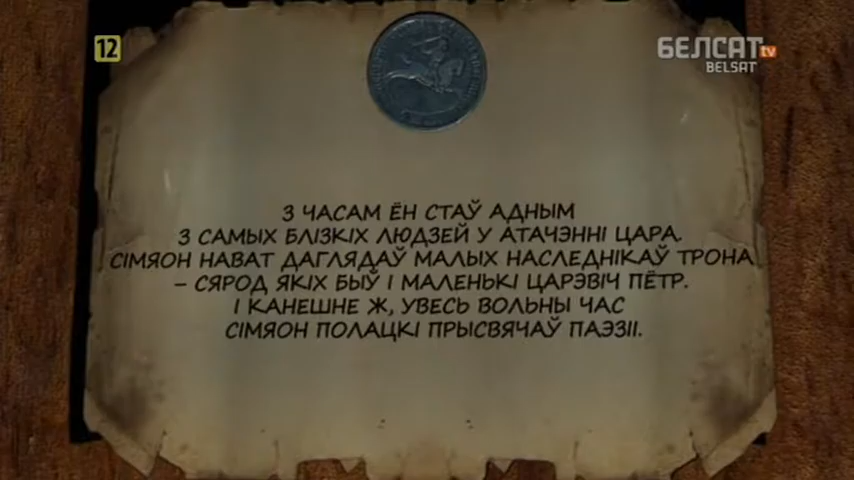 12
БЕЛСАТ tv
BELSAT
З ЧАСАМ ЁН СТАЎ АДНЫМ
З САМЫХ БЛІЗКІХ ЛЮДЗЕЙ У АТАЧЭННІ ЦАРА.
СІМЯОН НАВАТ ДАГЛЯДАЎ МАЛЫХ НАСЛЕДНІКАЎ ТРОНА
– СЯРОД ЯКІХ БЫЎ І МАЛЕНЬКІ ЦАРЭВІЧ ПЁТР.
І КАНЕШНЕ Ж, УВЕСЬ ВОЛЬНЫ ЧАС
СІМЯОН ПОЛАЦКІ ПРЫСВЯЧАЎ ПАЭЗІІ.